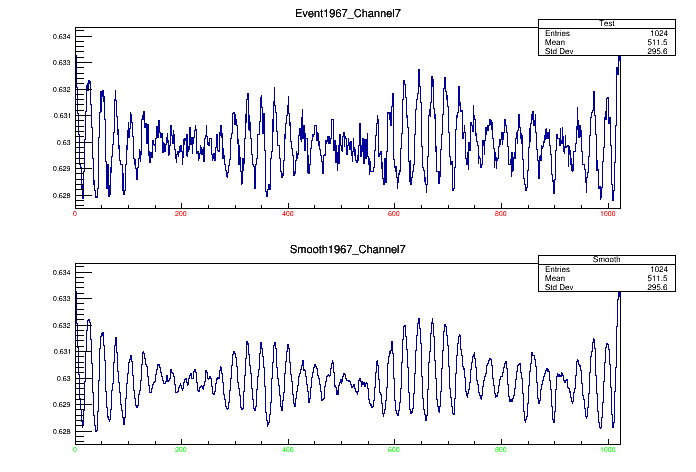 Event1967_Channel7
Test
Entries 1024
Mean 511.5
Std Dev 295.6
0.634
0.633
0.632
0.631
0.63
0.629
0.628
0 200 400 600 800 1000
Smooth1967_Channel7
Smooth
Entries 1024
Mean 511.5
Std Dev 295.6
0.634
0.633
0.632
0.631
0.63
0.629
0.628
0 200 400 600 800 1000